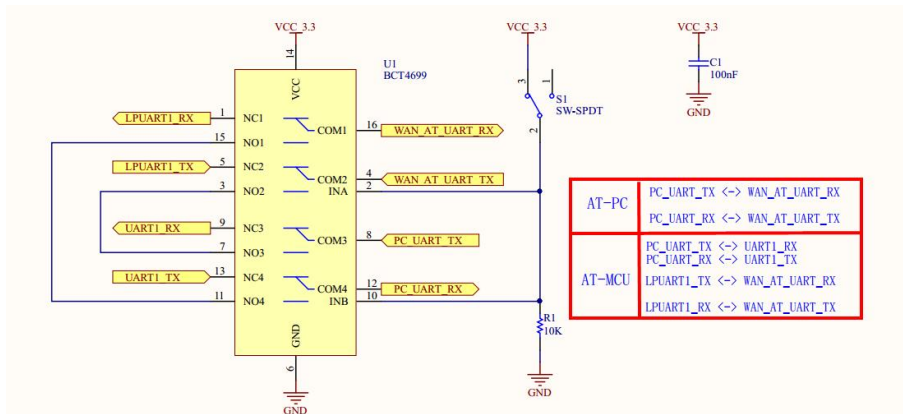 VCC_3.3
VCC_3.3
VCC_3.3
14
U1
BCT4699
VCC
3
1
S1
SW-SPDT
2
C1
100nF
GND
LPUART1_RX
1
NC1
COM1
16
WAN_AT_UART_RX
15
NO1
LPUART1_TX
5
NC2
COM2
4
WAN_AT_UART_TX
3
NO2
INA
2
UART1_RX
9
NC3
COM3
8
PC_UART_TX
7
NO3
UART1_TX
13
NC4
COM4
12
PC_UART_RX
11
NO4
INB
10
GND
6
GND
R1
10K
GND
AT-PC
PC_UART_TX <-> WAN_AT_UART_RX
PC_UART_RX <-> WAN_AT_UART_TX
AT-MCU
PC_UART_TX <-> UART1_RX
PC_UART_RX <-> UART1_TX
LPUART1_TX <-> WAN_AT_UART_RX
LPUART1_RX <-> WAN_AT_UART_TX